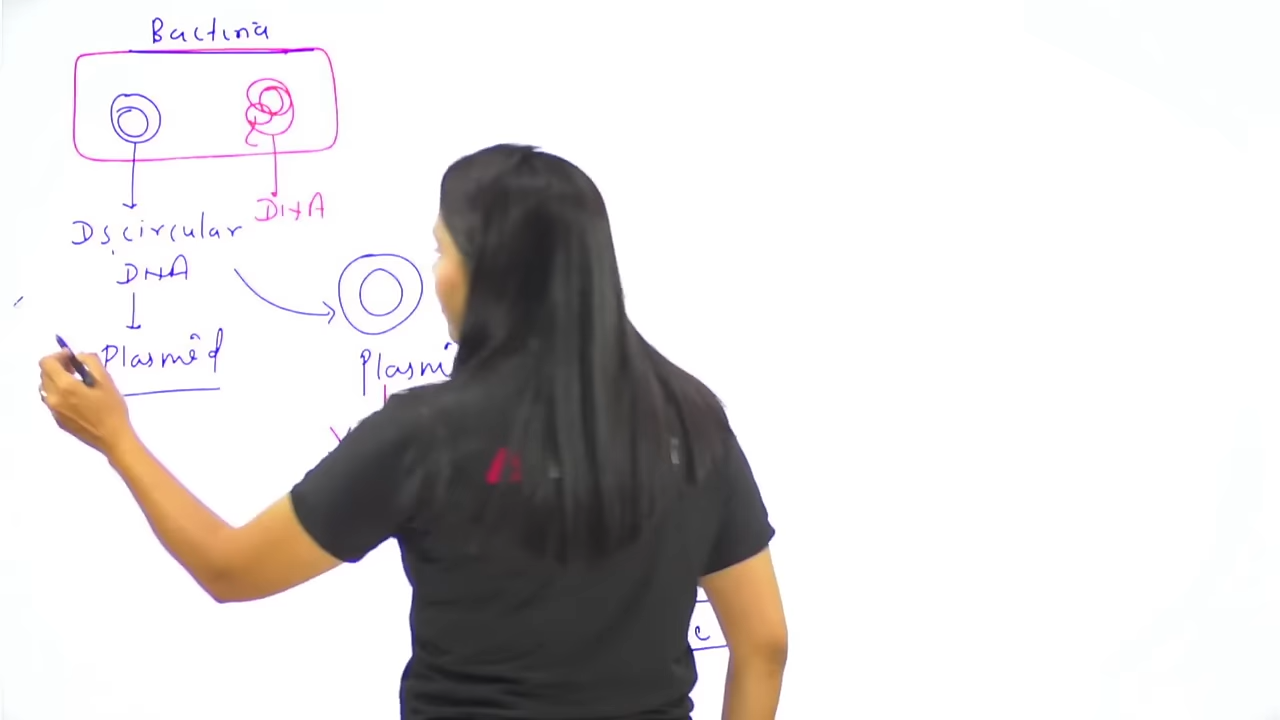 Bacteria
DNA
Ds circular
DNA
Plasmid
Plasmi
c